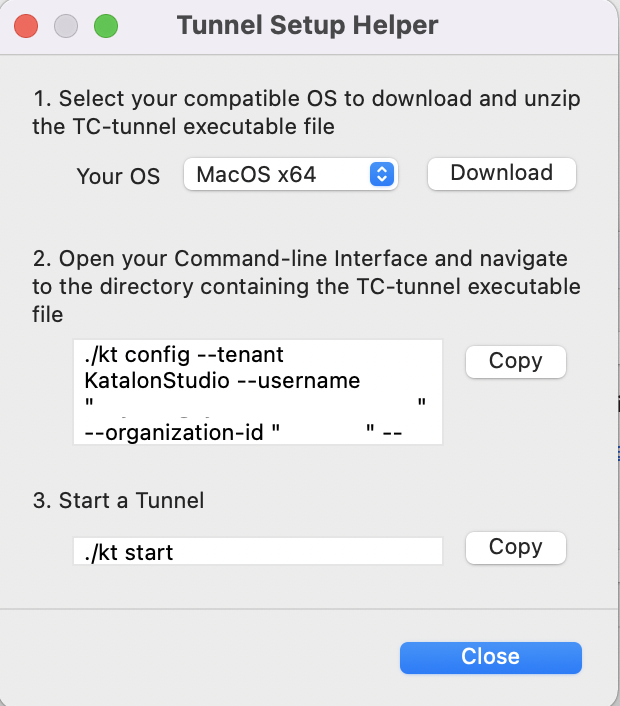 Tunnel Setup Helper
1. Select your compatible OS to download and unzip
the TC-tunnel executable file
Your OS
MacOS x64
Download
2. Open your Command-line Interface and navigate
to the directory containing the TC-tunnel executable
file
./kt config --tenant
KatalonStudio --username
" "
--organization-id " " --
Copy
3. Start a Tunnel
./kt start
Copy
Close